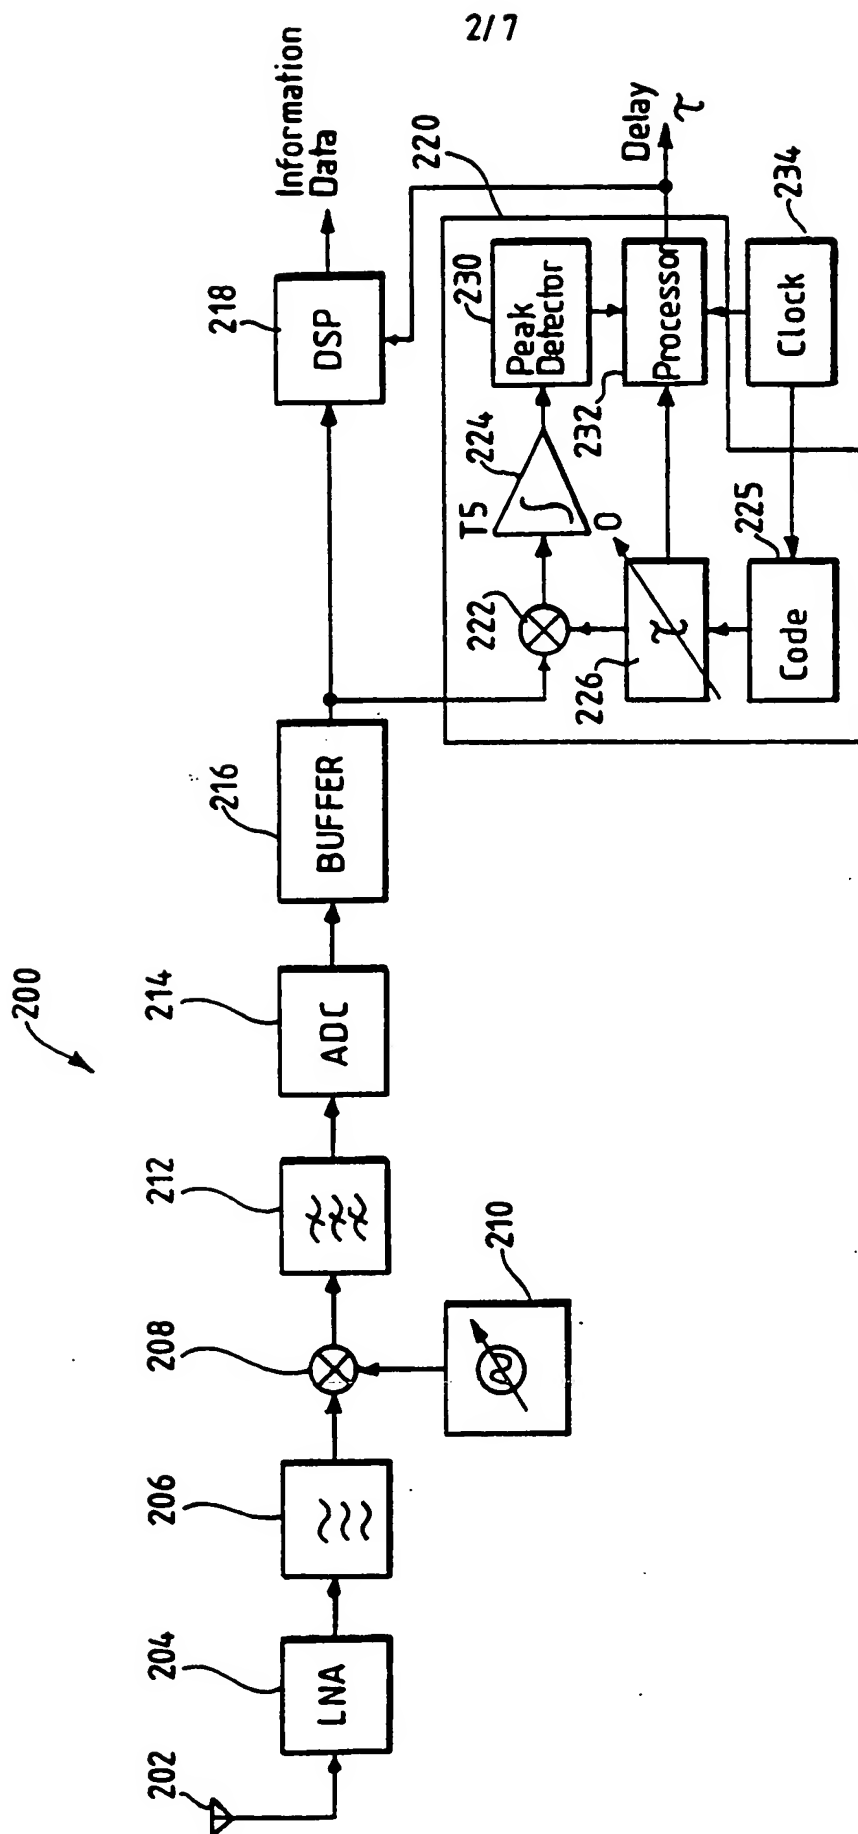 2/7
200
202
204
LNA
206
208
210
212
214
ADC
216
BUFFER
218
DSP
Information
Data
220
222
T5
0
224
230
Peak
Detector
232
Processor
Delay
τ
226
τ
225
Code
234
Clock